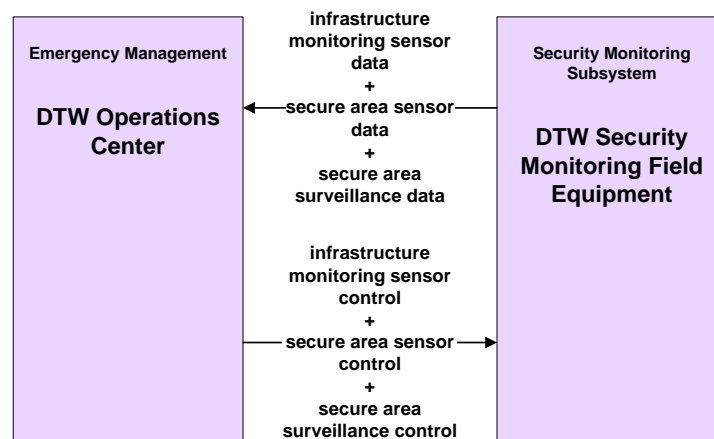 Emergency Management
DTW Operations
Center
infrastructure
monitoring sensor
data
+
secure area sensor
data
+
secure area
surveillance data
infrastructure
monitoring sensor
control
+
secure area sensor
control
+
secure area
surveillance control
Security Monitoring
Subsystem
DTW Security
Monitoring Field
Equipment